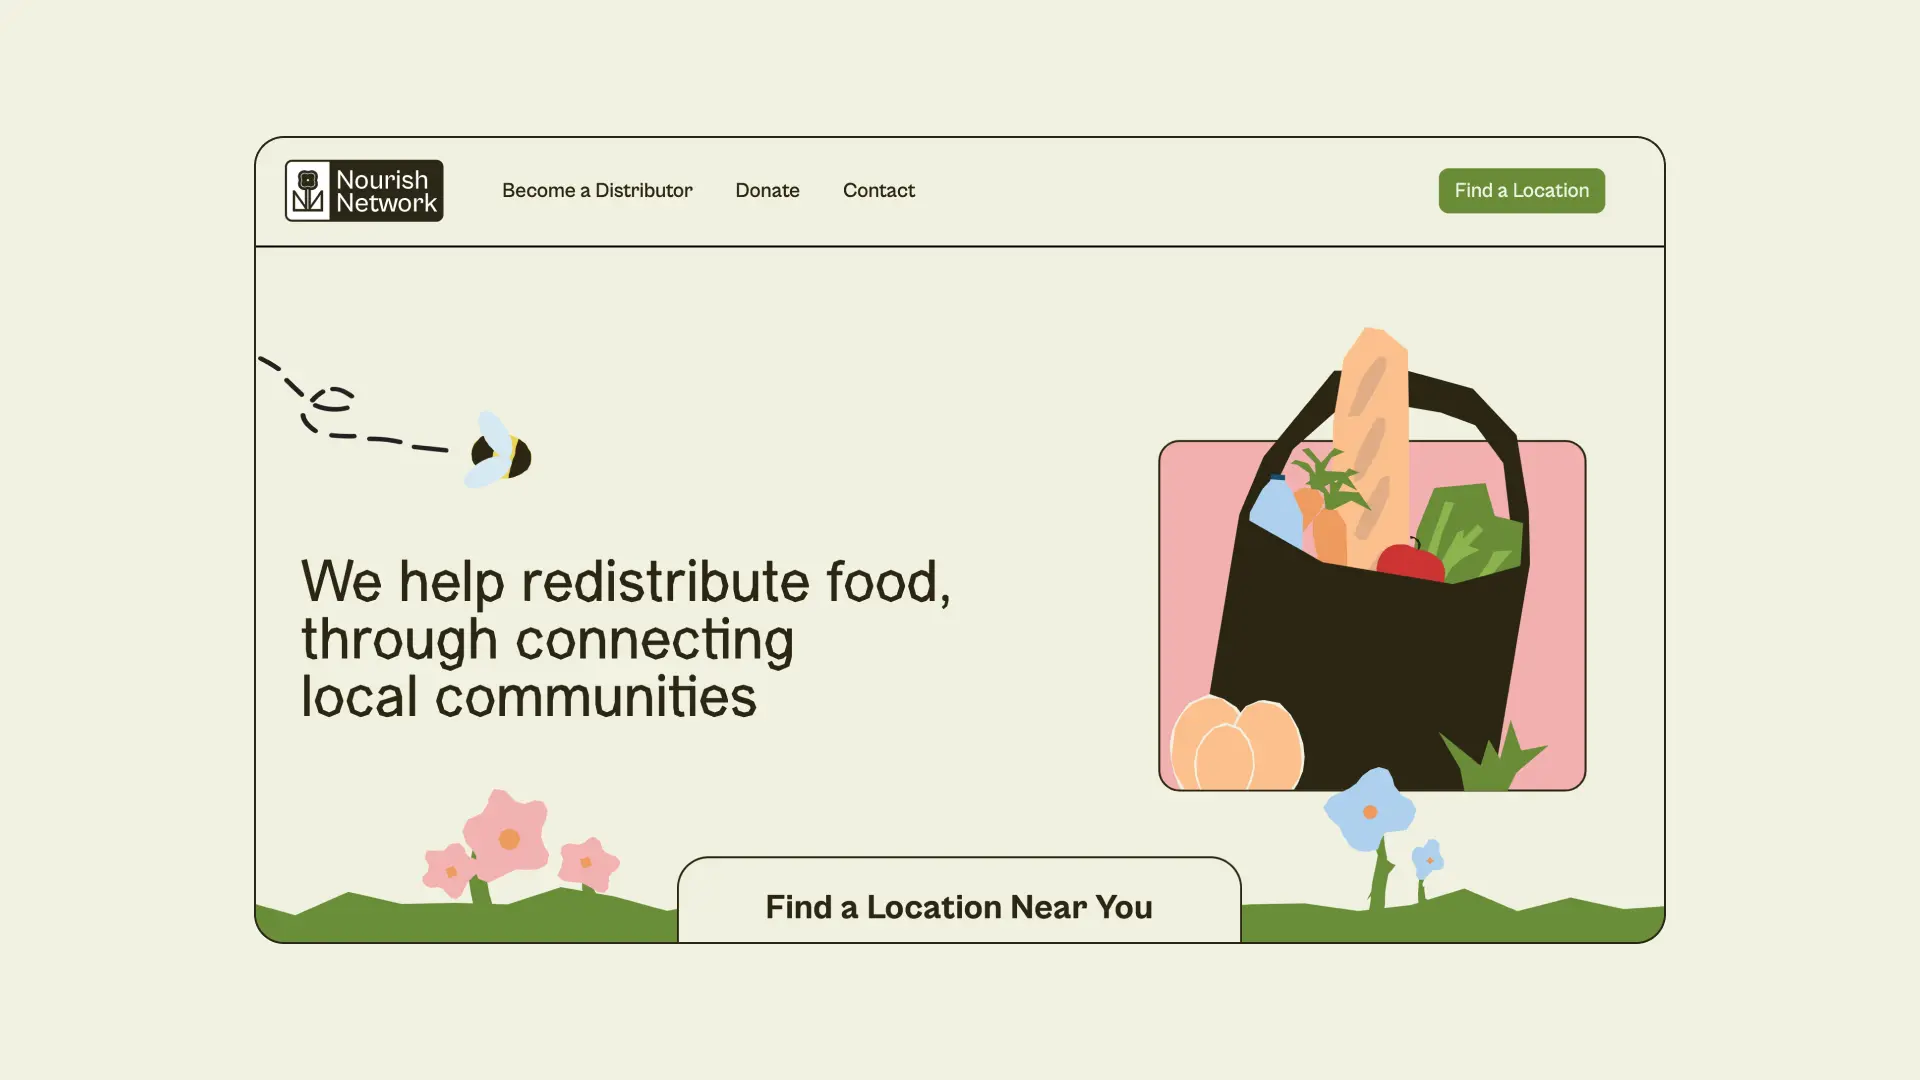 Nourish
Network
Become a Distributor
Donate
Contact
Find a Location
We help redistribute food,
through connecting
local communities
Find a Location Near You